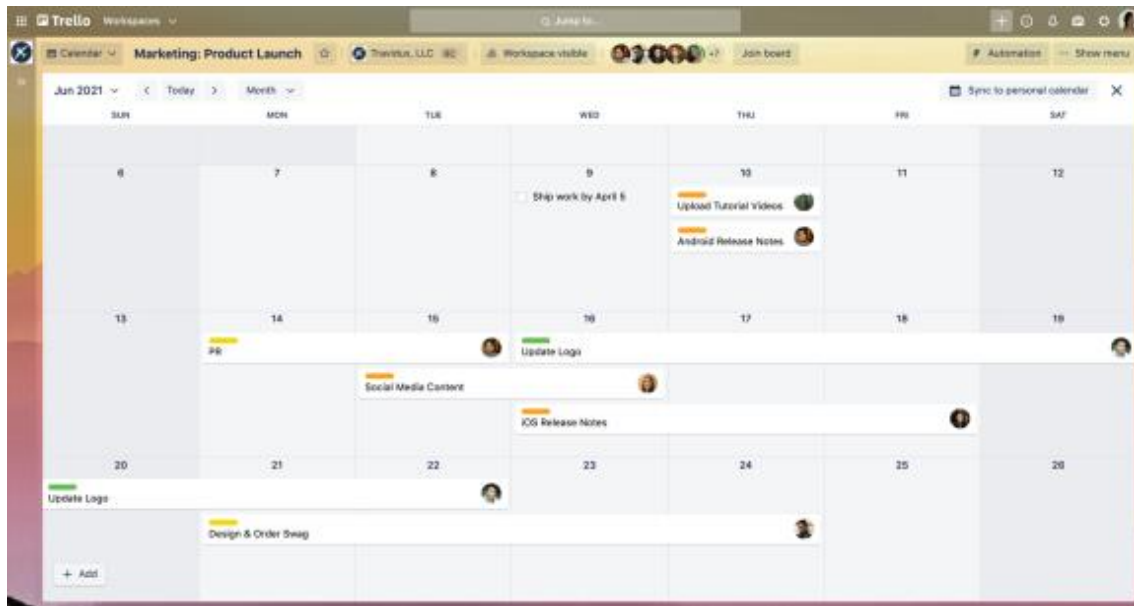 Trello Workspaces Jump to...
Calendar Marketing: Product Launch Workspace visible +7 Join board Automation Show menu
Jun 2021 Today Month Sync to personal calendar
SUN MON TUE WED THU FRI SAT
6 7 8 9 10 11 12
Ship work by April 5
Upload Tutorial Videos
Android Release Notes
13 14 15 16 17 18 19
PR Update Logo
Social Media Content
iOS Release Notes
20 21 22 23 24 25 26
Update Logo
Design & Order Swag
+ Add